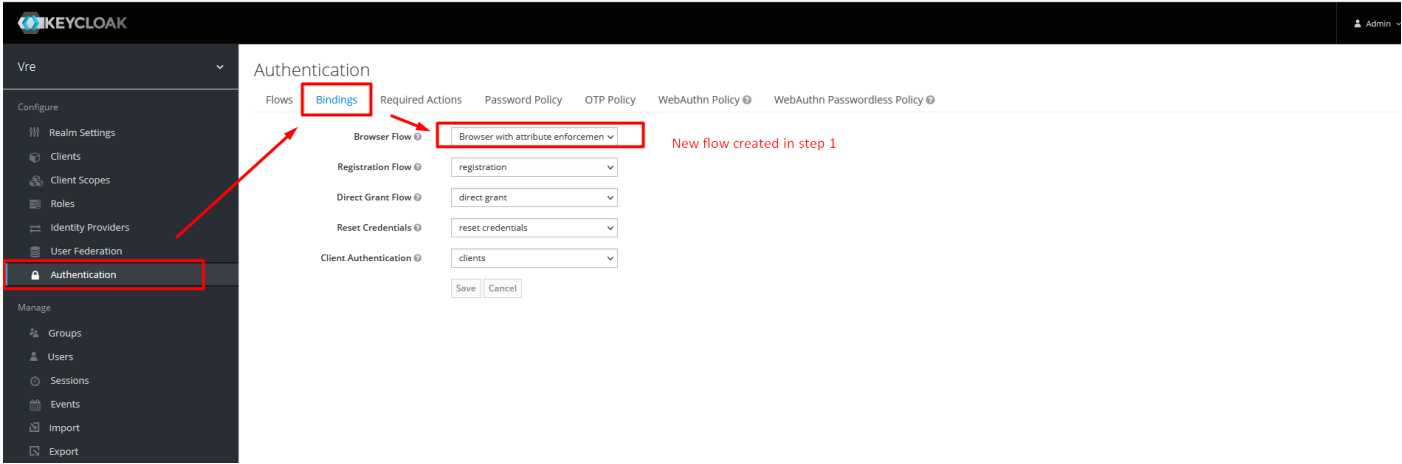 KEYCLOAK
Admin
Vre
Configure
Realm Settings
Clients
Client Scopes
Roles
Identity Providers
User Federation
Authentication
Manage
Groups
Users
Sessions
Events
Import
Export
Authentication
Flows Bindings Required Actions Password Policy OTP Policy WebAuthn Policy WebAuthn Passwordless Policy
Browser Flow Browser with attribute enforcemen New flow created in step 1
Registration Flow registration
Direct Grant Flow direct grant
Reset Credentials reset credentials
Client Authentication clients
Save Cancel